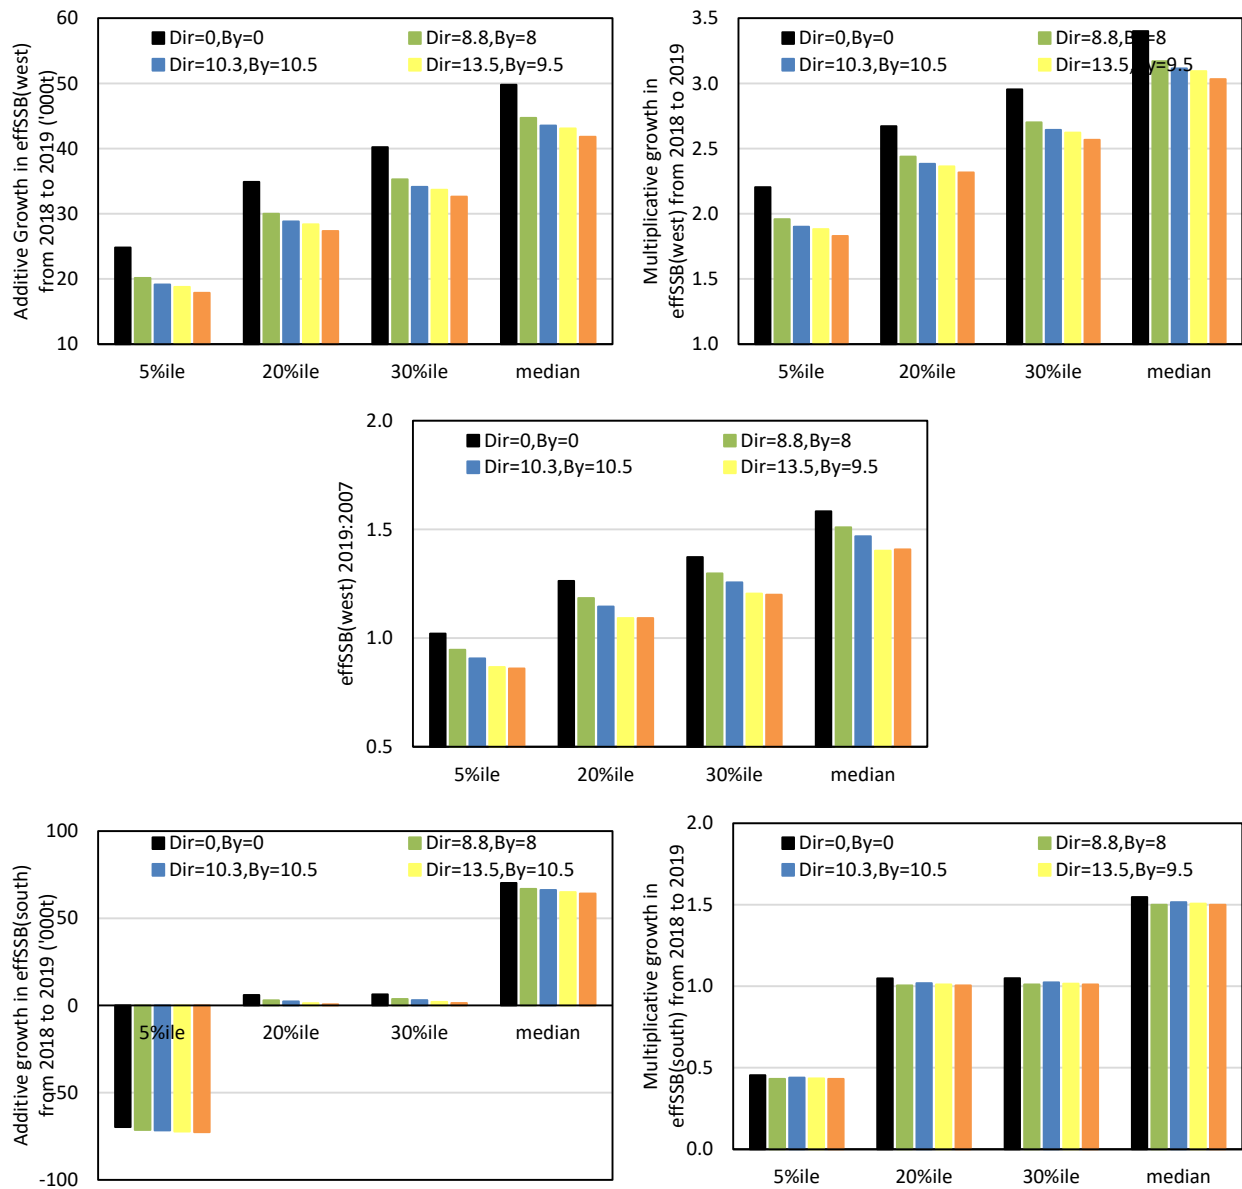 Additive Growth in effSSB(west)
from 2018 to 2019 ('000t)
60
50
40
30
20
10
Dir=0,By=0
Dir=8.8,By=8
Dir=10.3,By=10.5
Dir=13.5,By=9.5
5%ile
20%ile
30%ile
median
Multiplicative growth in
effSSB(west) from 2018 to 2019
3.5
3.0
2.5
2.0
1.5
1.0
Dir=0,By=0
Dir=8.8,By=8
Dir=10.3,By=10.5
Dir=13.5,By=9.5
5%ile
20%ile
30%ile
median
effSSB(west) 2019:2007
2.0
1.5
1.0
0.5
Dir=0,By=0
Dir=8.8,By=8
Dir=10.3,By=10.5
Dir=13.5,By=9.5
5%ile
20%ile
30%ile
median
Additive growth in effSSB(south)
from 2018 to 2019 ('000t)
100
50
0
-50
-100
Dir=0,By=0
Dir=8.8,By=8
Dir=10.3,By=10.5
Dir=13.5,By=10.5
5%ile
20%ile
30%ile
median
Multiplicative growth in
effSSB(south) from 2018 to 2019
2.0
1.5
1.0
0.5
0.0
Dir=0,By=0
Dir=8.8,By=8
Dir=10.3,By=10.5
Dir=13.5,By=9.5
5%ile
20%ile
30%ile
median